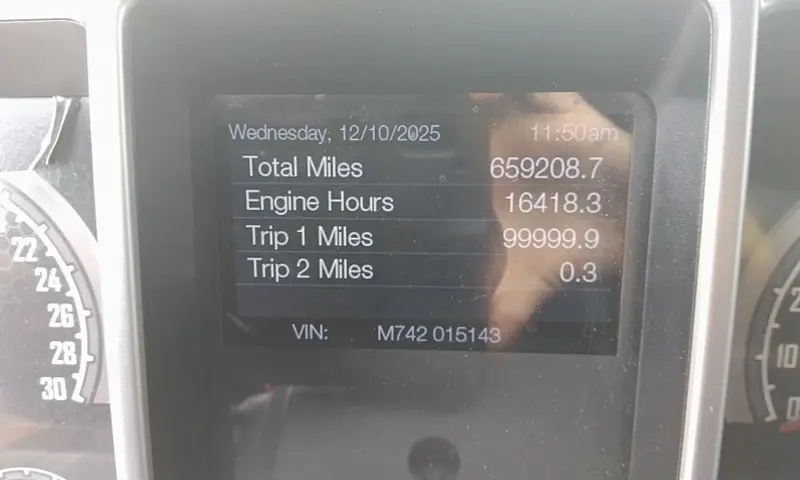 Wednesday, 12/10/2025 11:50am
Total Miles 659208.7
Engine Hours 16418.3
Trip 1 Miles 99999.9
Trip 2 Miles 0.3
VIN: M742 015143
22
24
26
28
30
10
0